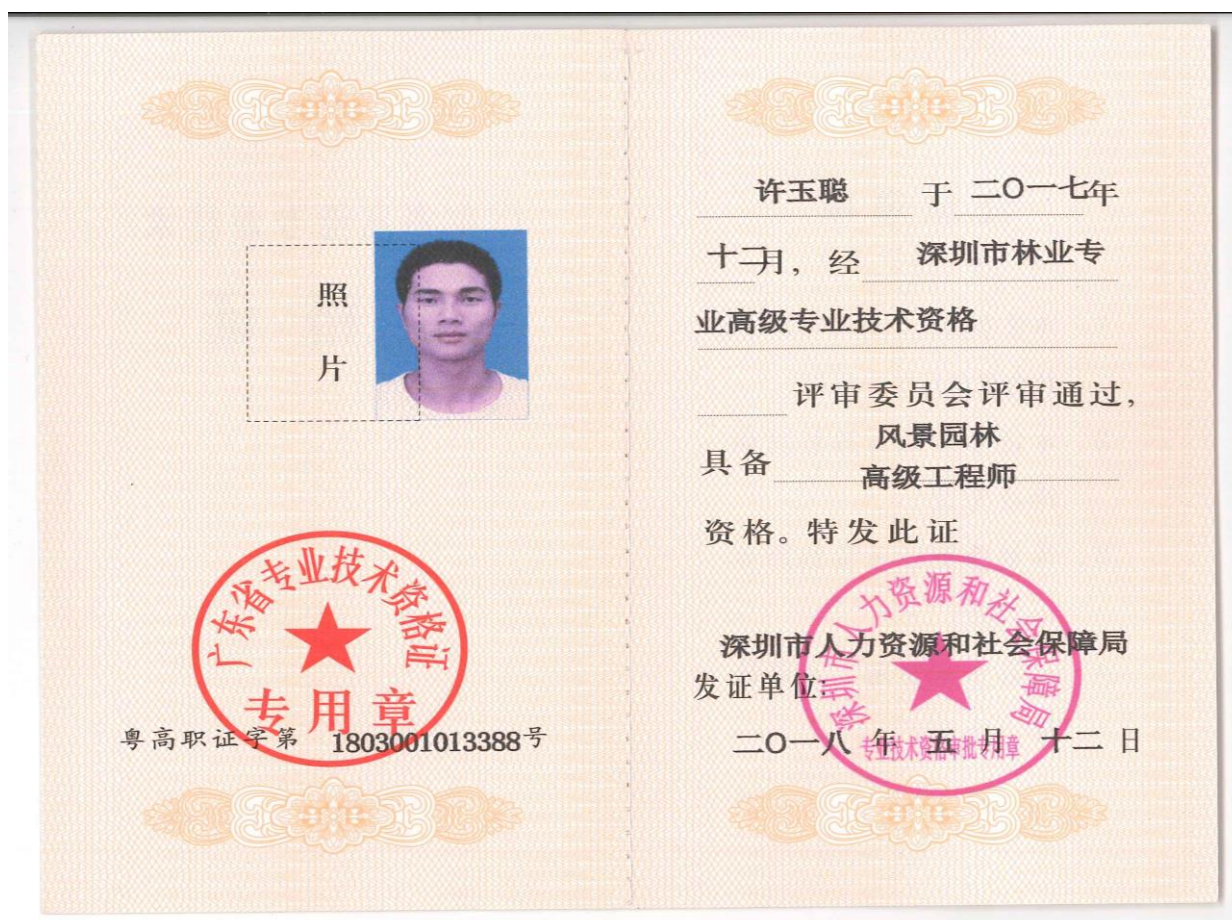 照
片
广东省专业技术资格证
专用章
粤高职证字第 1803001013388号
许玉聪 于 二〇一七年
十二月，经 深圳市林业专
业高级专业技术资格
评审委员会评审通过，
风景园林
具备 高级工程师
资格。特发此证
深圳市人力资源和社会保障局
深圳市人力资源和社会保障局
发证单位:
二〇一八 年 五 月 十二 日
专业技术资格审批专用章